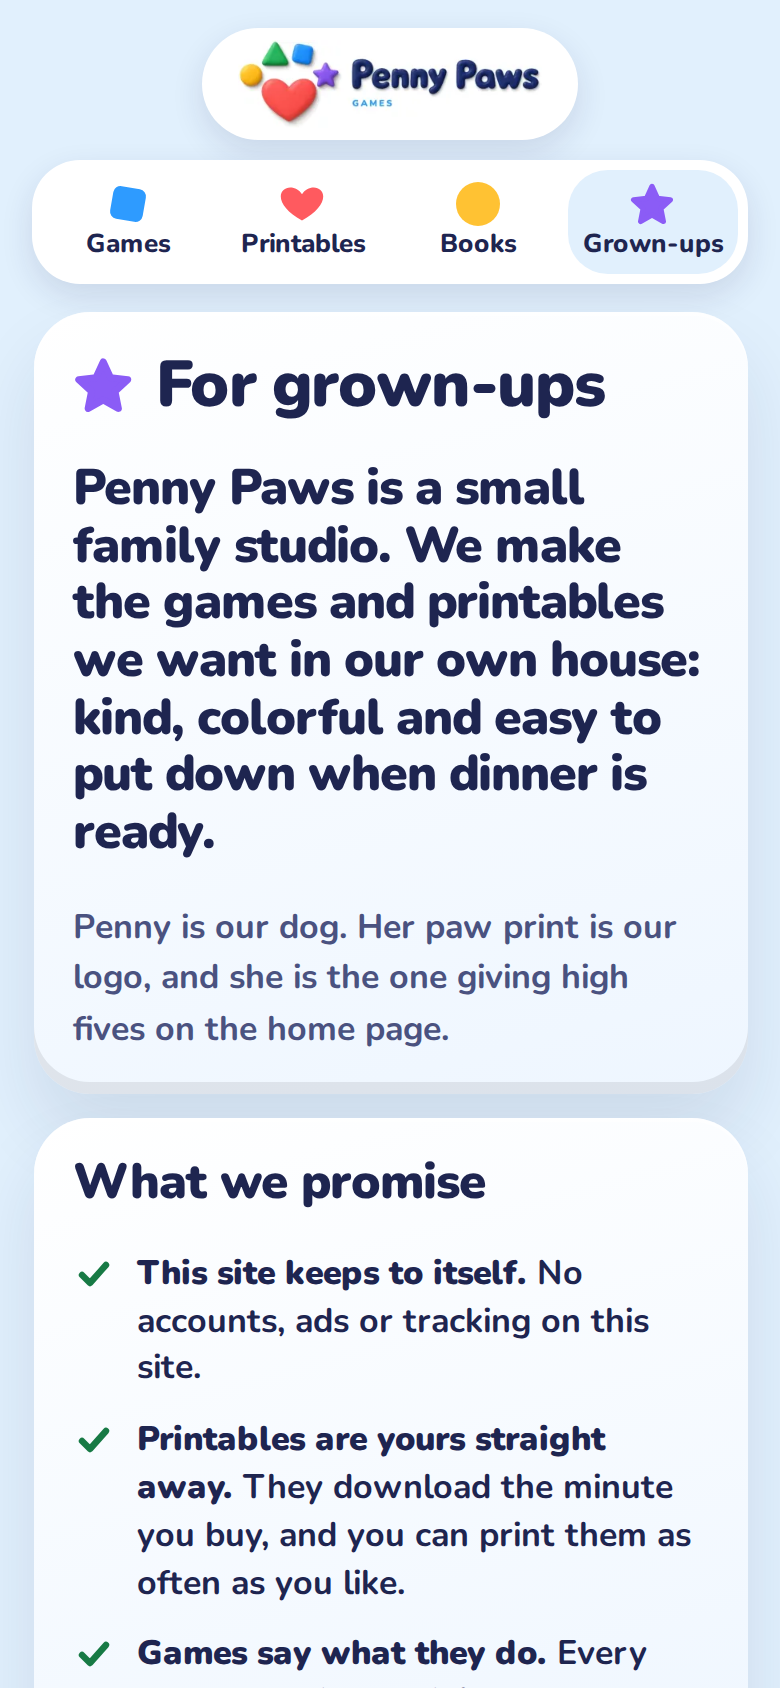 Penny Paws
GAMES
Games
Printables
Books
Grown-ups
For grown-ups
Penny Paws is a small
family studio. We make
the games and printables
we want in our own house:
kind, colorful and easy to
put down when dinner is
ready.
Penny is our dog. Her paw print is our
logo, and she is the one giving high
fives on the home page.
What we promise
This site keeps to itself. No
accounts, ads or tracking on this
site.
Printables are yours straight
away. They download the minute
you buy, and you can print them as
often as you like.
Games say what they do. Every